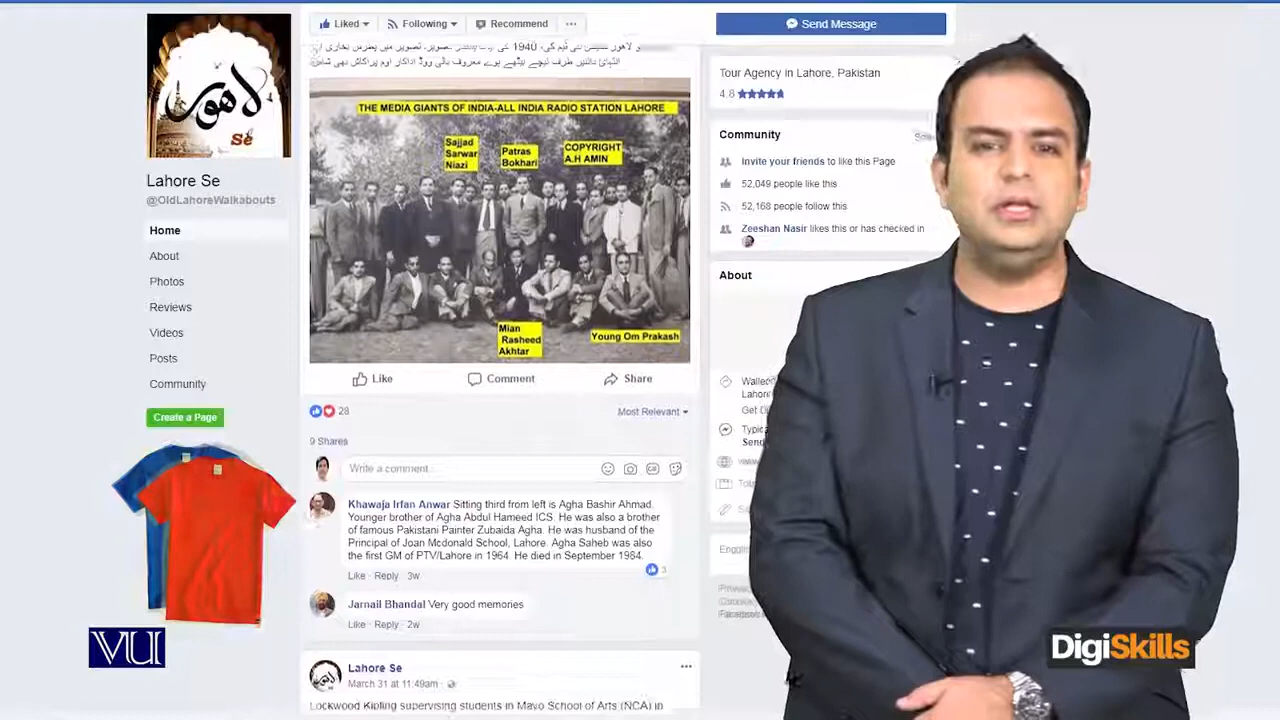 لاہور
Se
Lahore Se
@OldLahoreWalkabouts
Home
About
Photos
Reviews
Videos
Posts
Community
Create a Page
VU
Liked
Following
Recommend
Send Message
THE MEDIA GIANTS OF INDIA-ALL INDIA RADIO STATION LAHORE
Sajjad
Sarwar
Niazi
Patras
Bokhari
COPYRIGHT
A.H AMIN
Mian
Rasheed
Akhtar
Young Om Prakash
Like
Comment
Share
28
Most Relevant
9 Shares
Write a comment...
Khawaja Irfan Anwar Sitting third from left is Agha Bashir Ahmad.
Younger brother of Agha Abdul Hameed ICS. He was also a brother
of famous Pakistani Painter Zubaida Agha. He was husband of the
Principal of Joan Mcdonald School, Lahore. Agha Saheb was also
the first GM of PTV/Lahore in 1964. He died in September 1984.
3
Like · Reply · 3w
Jarnail Bhandal Very good memories
Like · Reply · 2w
Lahore Se
March 31 at 11:49am ·
Lockwood Kipling supervising students in Mayo School of Arts (NCA) in
Tour Agency in Lahore, Pakistan
4.8
Community
Invite your friends to like this Page
52,049 people like this
52,168 people follow this
Zeeshan Nasir likes this or has checked in
About
DigiSkills